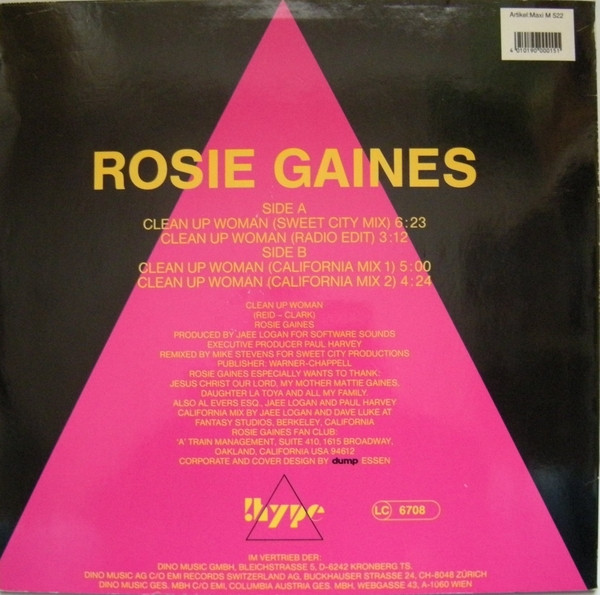 Artikel Maxi M 522
4 010190 000151
ROSIE GAINES
SIDE A
CLEAN UP WOMAN (SWEET CITY MIX) 6:23
CLEAN UP WOMAN (RADIO EDIT) 3:12
SIDE B
CLEAN UP WOMAN (CALIFORNIA MIX 1) 5:00
CLEAN UP WOMAN (CALIFORNIA MIX 2) 4:24
CLEAN UP WOMAN
(REID – CLARK)
ROSIE GAINES
PRODUCED BY JAEE LOGAN FOR SOFTWARE SOUNDS
EXECUTIVE PRODUCER PAUL HARVEY
REMIXED BY MIKE STEVENS FOR SWEET CITY PRODUCTIONS
PUBLISHER: WARNER-CHAPPELL
ROSIE GAINES ESPECIALLY WANTS TO THANK:
JESUS CHRIST OUR LORD, MY MOTHER MATTIE GAINES,
DAUGHTER LA TOYA AND ALL MY FAMILY.
ALSO AL EVERS ESQ., JAEE LOGAN AND PAUL HARVEY
CALIFORNIA MIX BY JAEE LOGAN AND DAVE LUKE AT
FANTASY STUDIOS, BERKELEY, CALIFORNIA
ROSIE GAINES FAN CLUB:
'A' TRAIN MANAGEMENT, SUITE 410, 1615 BROADWAY,
OAKLAND, CALIFORNIA USA 94612
CORPORATE AND COVER DESIGN BY dump ESSEN
!hype
LC 6708
IM VERTRIEB DER:
DINO MUSIC GMBH, BLEICHSTRASSE 5, D-6242 KRONBERG TS.
DINO MUSIC AG C/O EMI RECORDS SWITZERLAND AG, BUCKHAUSER STRASSE 24, CH-8048 ZÜRICH
DINO MUSIC GES. MBH C/O EMI, COLUMBIA AUSTRIA GES. MBH, WEBGASSE 43, A-1060 WIEN